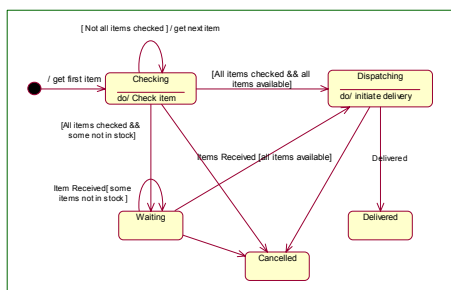 [ Not all items checked ] / get next item
/ get first item
Checking
do/ Check item
[All items checked && all
items available]
Dispatching
do/ initiate delivery
[All items checked &&
some not in stock]
Items Received [all items available]
Delivered
Item Received[ some
items not in stock ]
Waiting
Delivered
Cancelled